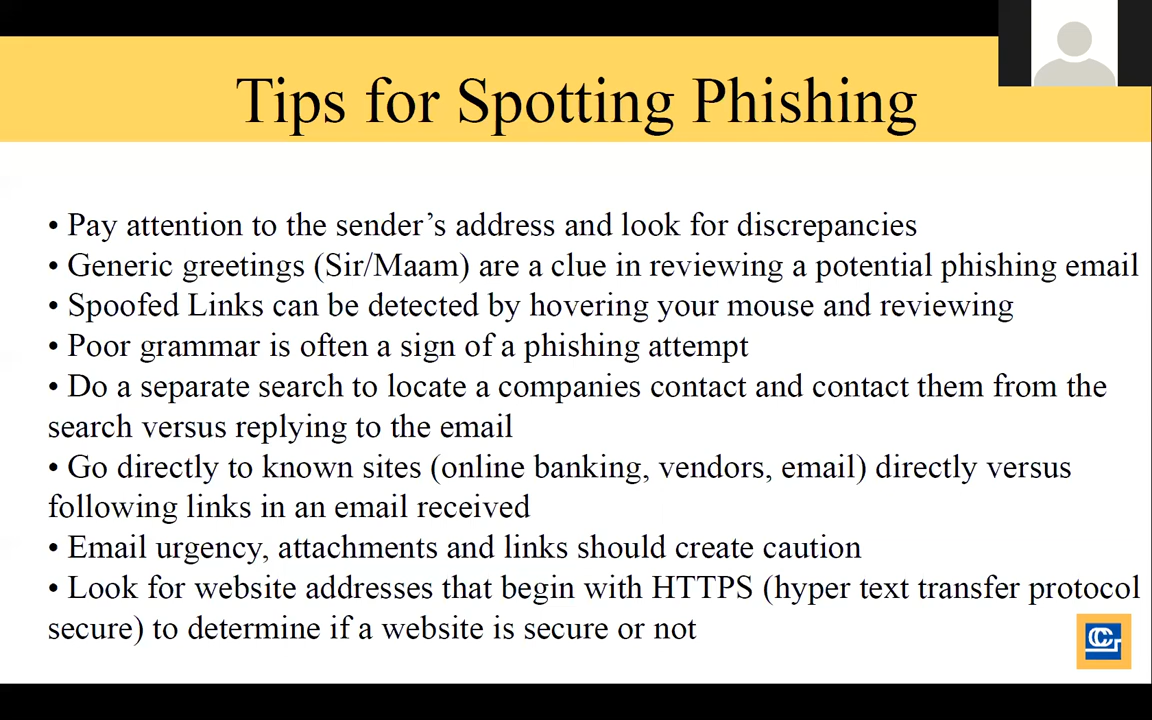 Tips for Spotting Phishing
• Pay attention to the sender’s address and look for discrepancies
• Generic greetings (Sir/Maam) are a clue in reviewing a potential phishing email
• Spoofed Links can be detected by hovering your mouse and reviewing
• Poor grammar is often a sign of a phishing attempt
• Do a separate search to locate a companies contact and contact them from the
search versus replying to the email
• Go directly to known sites (online banking, vendors, email) directly versus
following links in an email received
• Email urgency, attachments and links should create caution
• Look for website addresses that begin with HTTPS (hyper text transfer protocol
secure) to determine if a website is secure or not